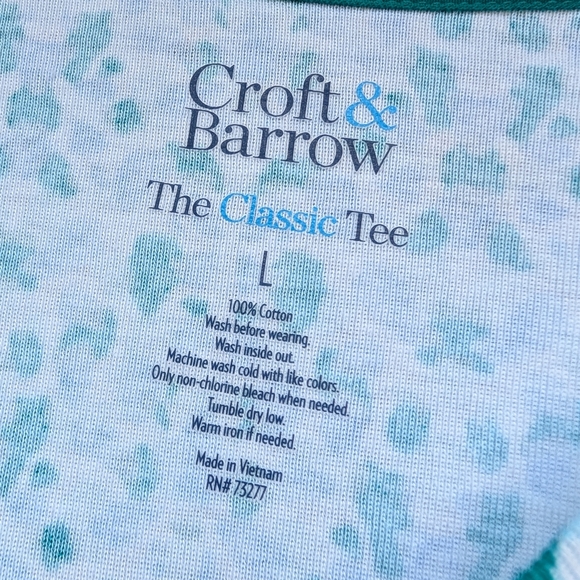 Croft &
Barrow
The Classic Tee
L
100% Cotton
Wash before wearing.
Wash inside out.
Machine wash cold with like colors.
Only non-chlorine bleach when needed.
Tumble dry low.
Warm iron if needed.
Made in Vietnam
RN# 73277